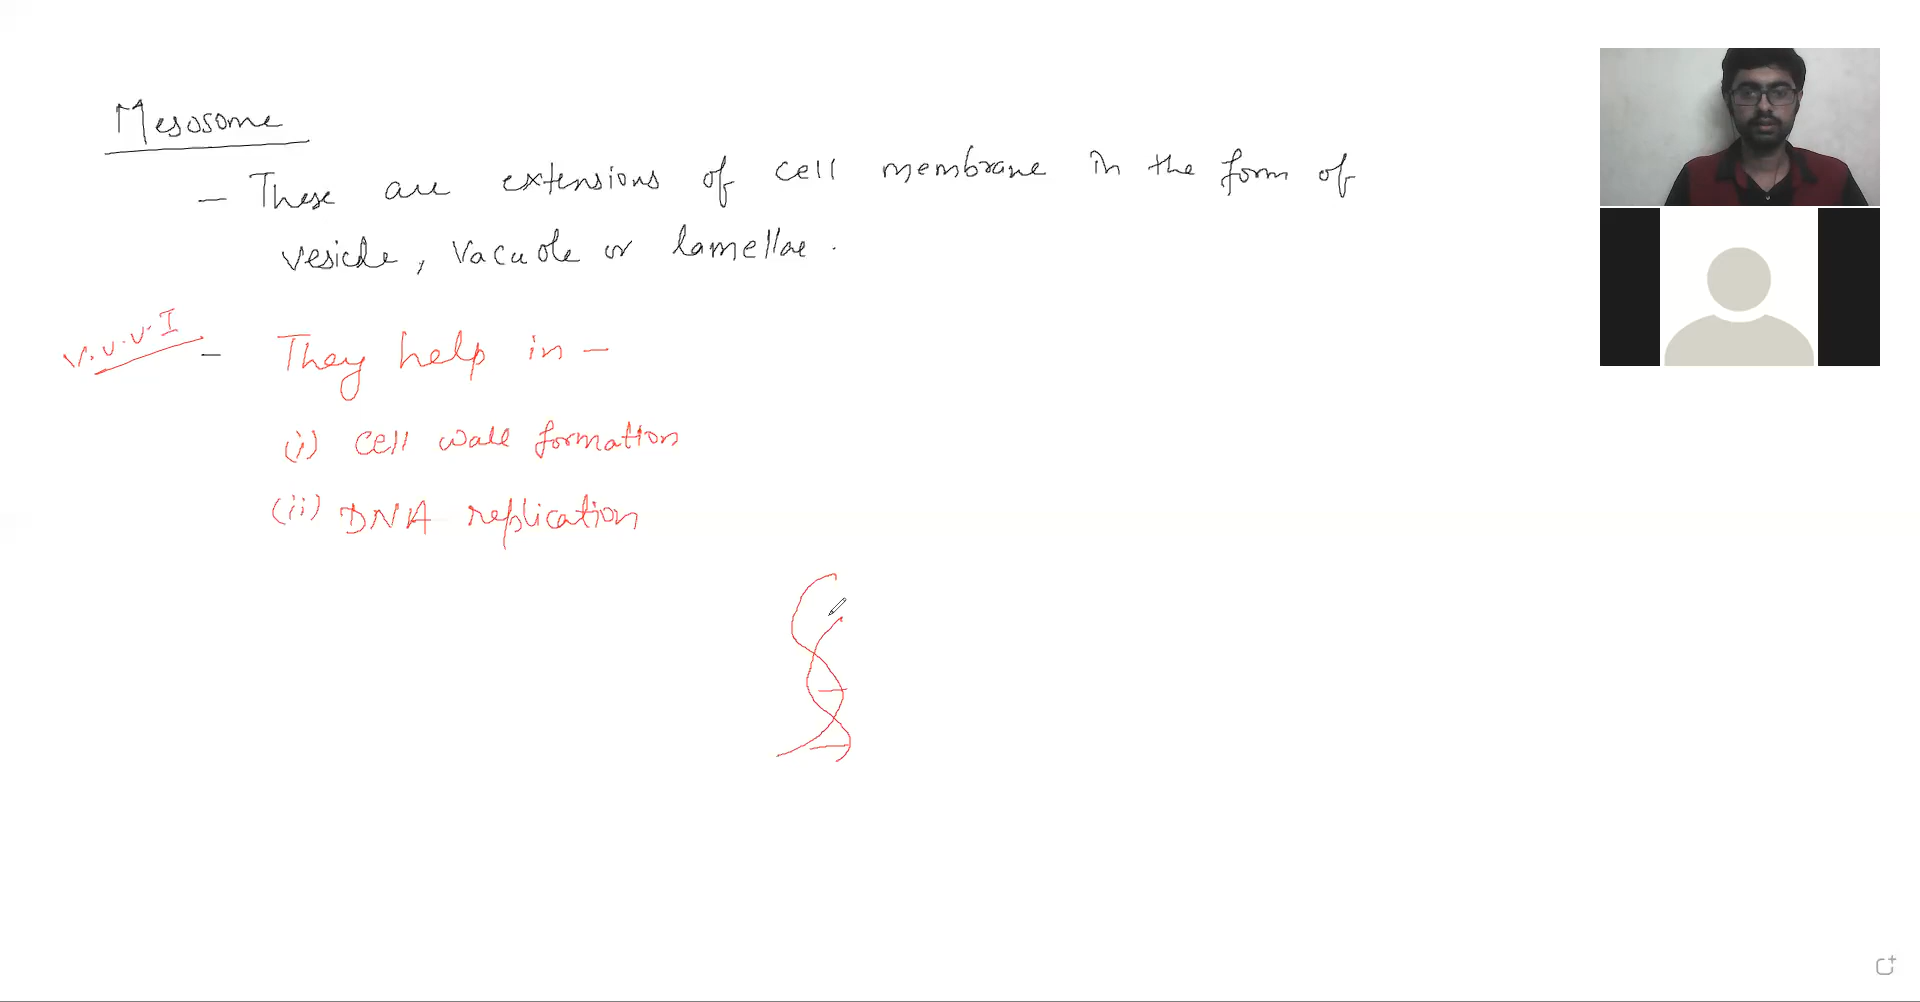 Mesosome
- These are extensions of cell membrane in the form of
vesicle, vacuole or lamellae.
V.V.V.I - They help in -
(i) cell wall formation
(ii) DNA replication